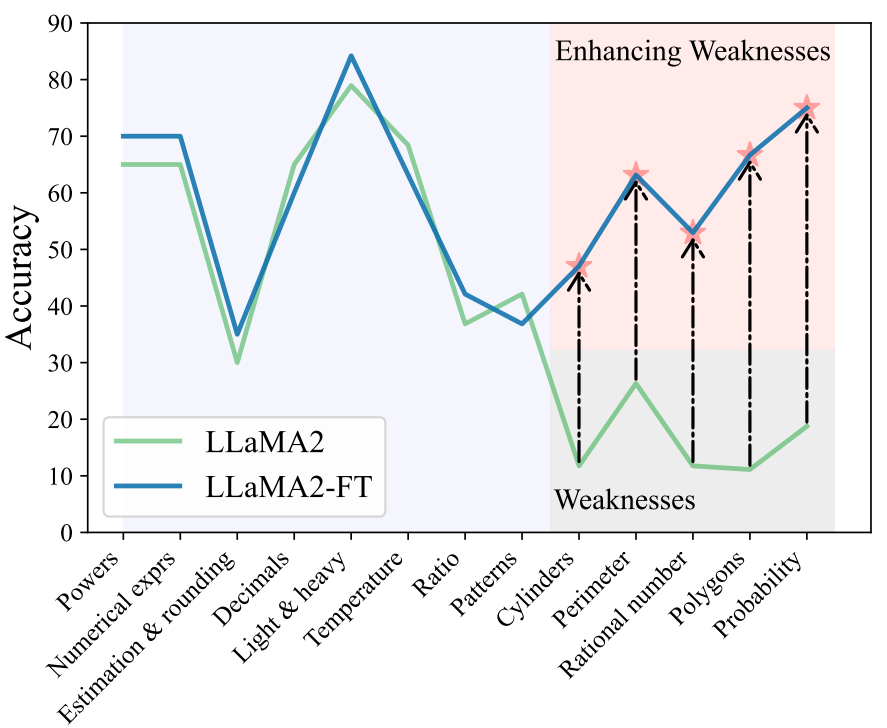 Accuracy
90
80
70
60
50
40
30
20
10
0
Enhancing Weaknesses
Weaknesses
LLaMA2
LLaMA2-FT
Powers
Numerical exprs
Estimation & rounding
Decimals
Light & heavy
Temperature
Ratio
Patterns
Cylinders
Perimeter
Rational number
Polygons
Probability